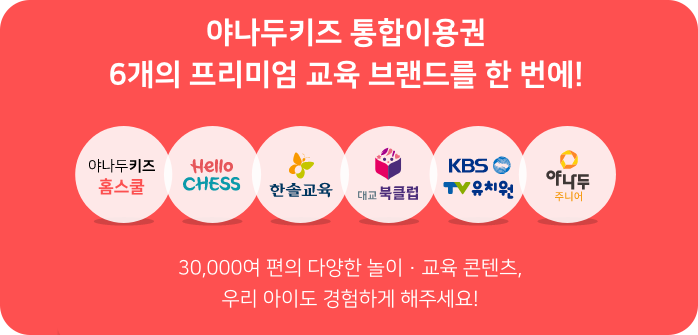 야나두키즈 통합이용권
6개의 프리미엄 교육 브랜드를 한 번에!
야나두키즈
홈스쿨
Hello
CHESS
한솔교육
대교 북클럽
KBS
TV유치원
야나두
주니어
30,000여 편의 다양한 놀이 · 교육 콘텐츠,
우리 아이도 경험하게 해주세요!